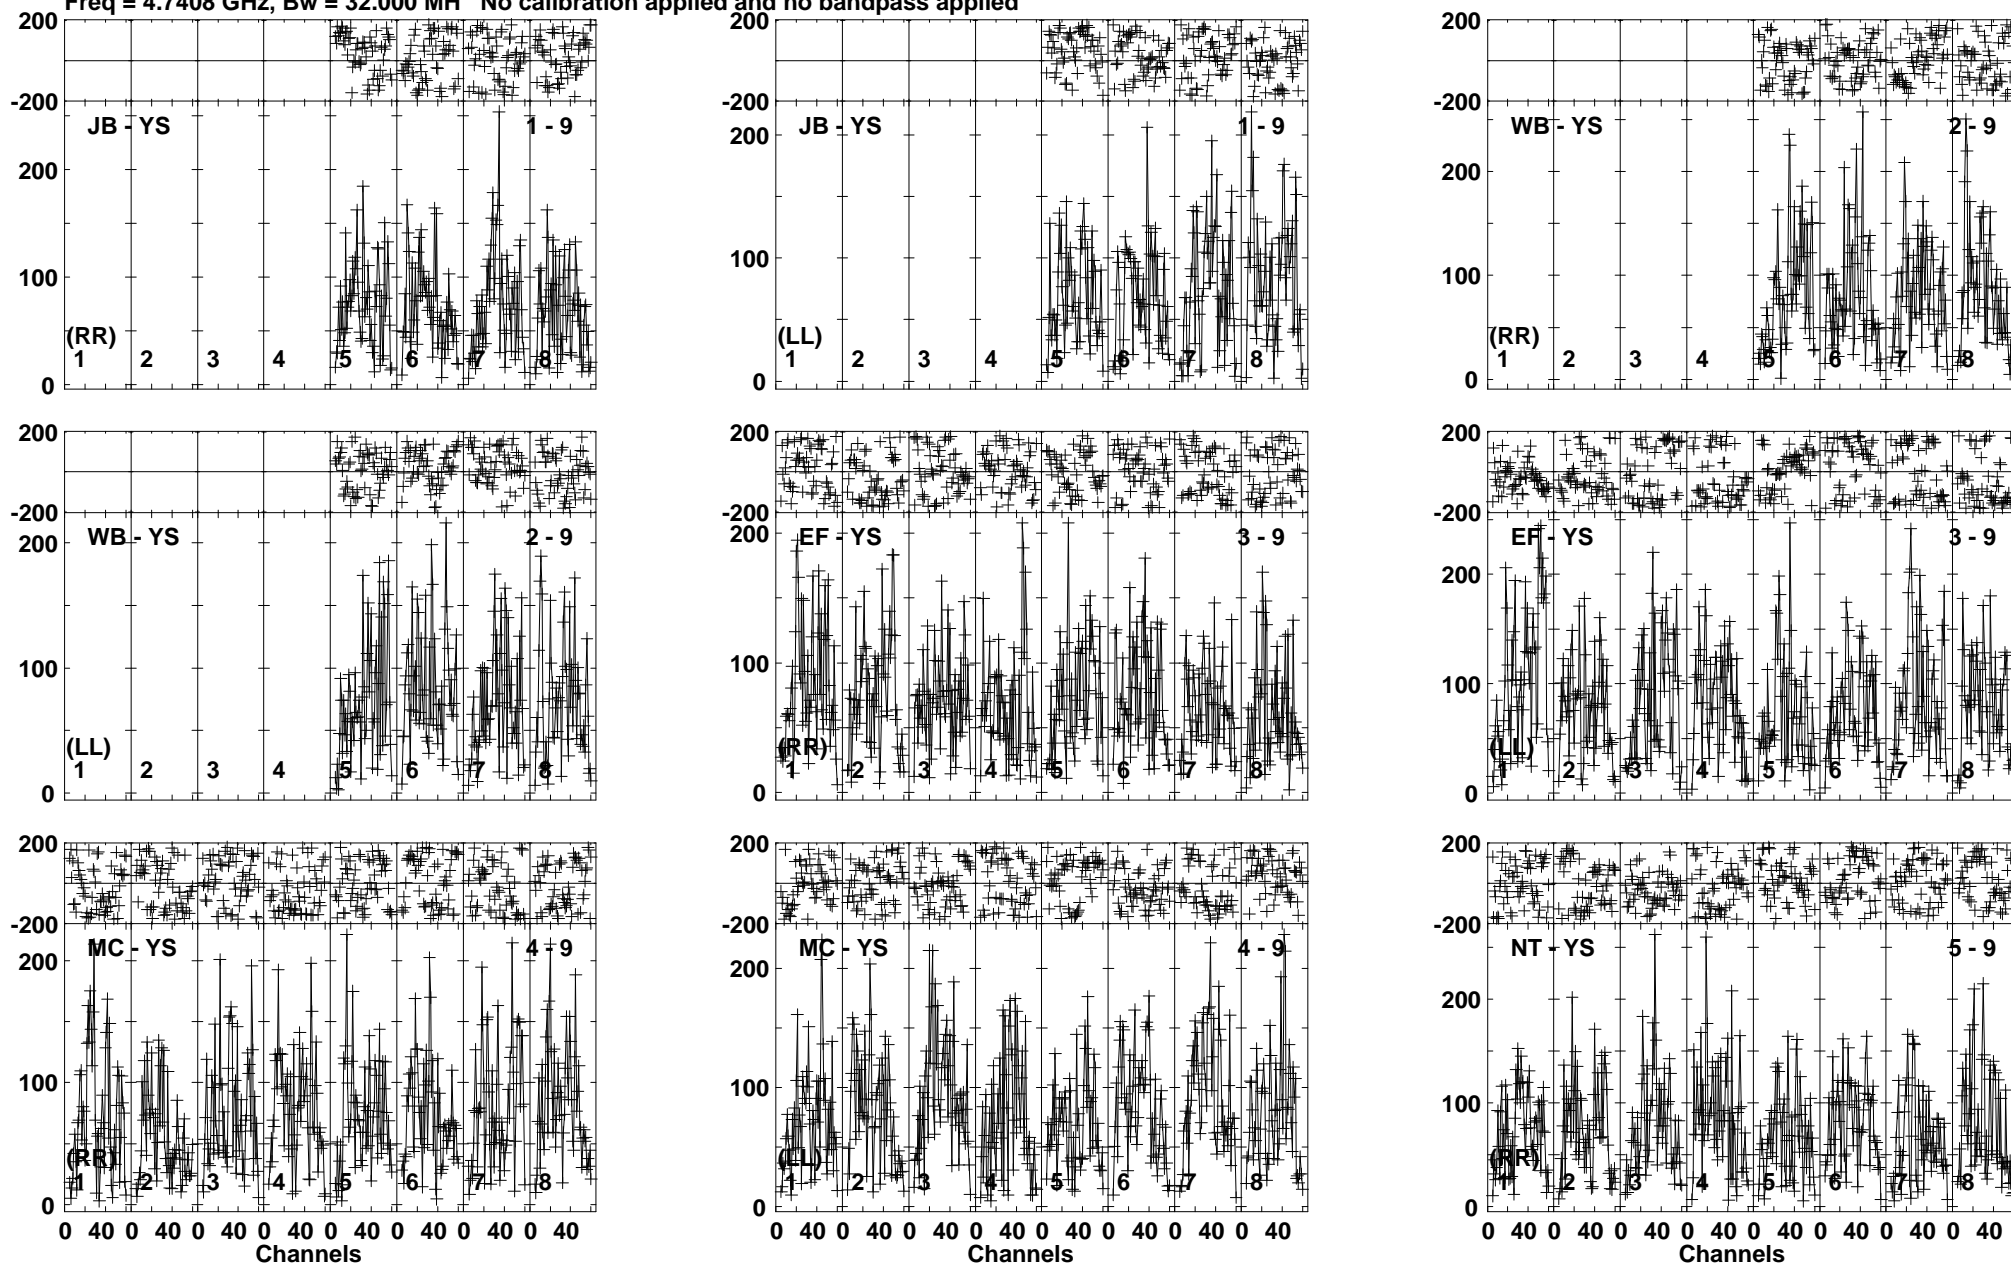 Freq = 4.7408 GHz, Bw = 32.000 MH No calibration applied and no bandpass applied
200 200 200
-200 -200 -200
JB - YS 1 - 9 JB - YS 1 - 9 WB - YS 2 - 9
200 200 200
100 100 100
(RR) (LL) (RR)
1 2 3 4 5 6 7 8 1 2 3 4 5 6 7 8 1 2 3 4 5 6 7 8
0 0 0
200 200 200
-200 -200 -200
WB - YS 2 - 9 EF - YS 3 - 9 EF - YS 3 - 9
200 200 200
100 100 100
(LL) (RR) (LL)
1 2 3 4 5 6 7 8 1 2 3 4 5 6 7 8 1 2 3 4 5 6 7 8
0 0 0
200 200 200
-200 -200 -200
MC - YS 4 - 9 MC - YS 4 - 9 NT - YS 5 - 9
200 200 200
100 100 100
(RR) (LL) (RR)
1 2 3 4 5 6 7 8 1 2 3 4 5 6 7 8 1 2 3 4 5 6 7 8
0 0 0
0 40 0 40 0 40 0 40 0 40 0 40 0 40 0 40 0 40 0 40 0 40 0 40 0 40 0 40 0 40 0 40 0 40 0 40 0 40 0 40 0 40 0 40 0 40 0 40
Channels Channels Channels